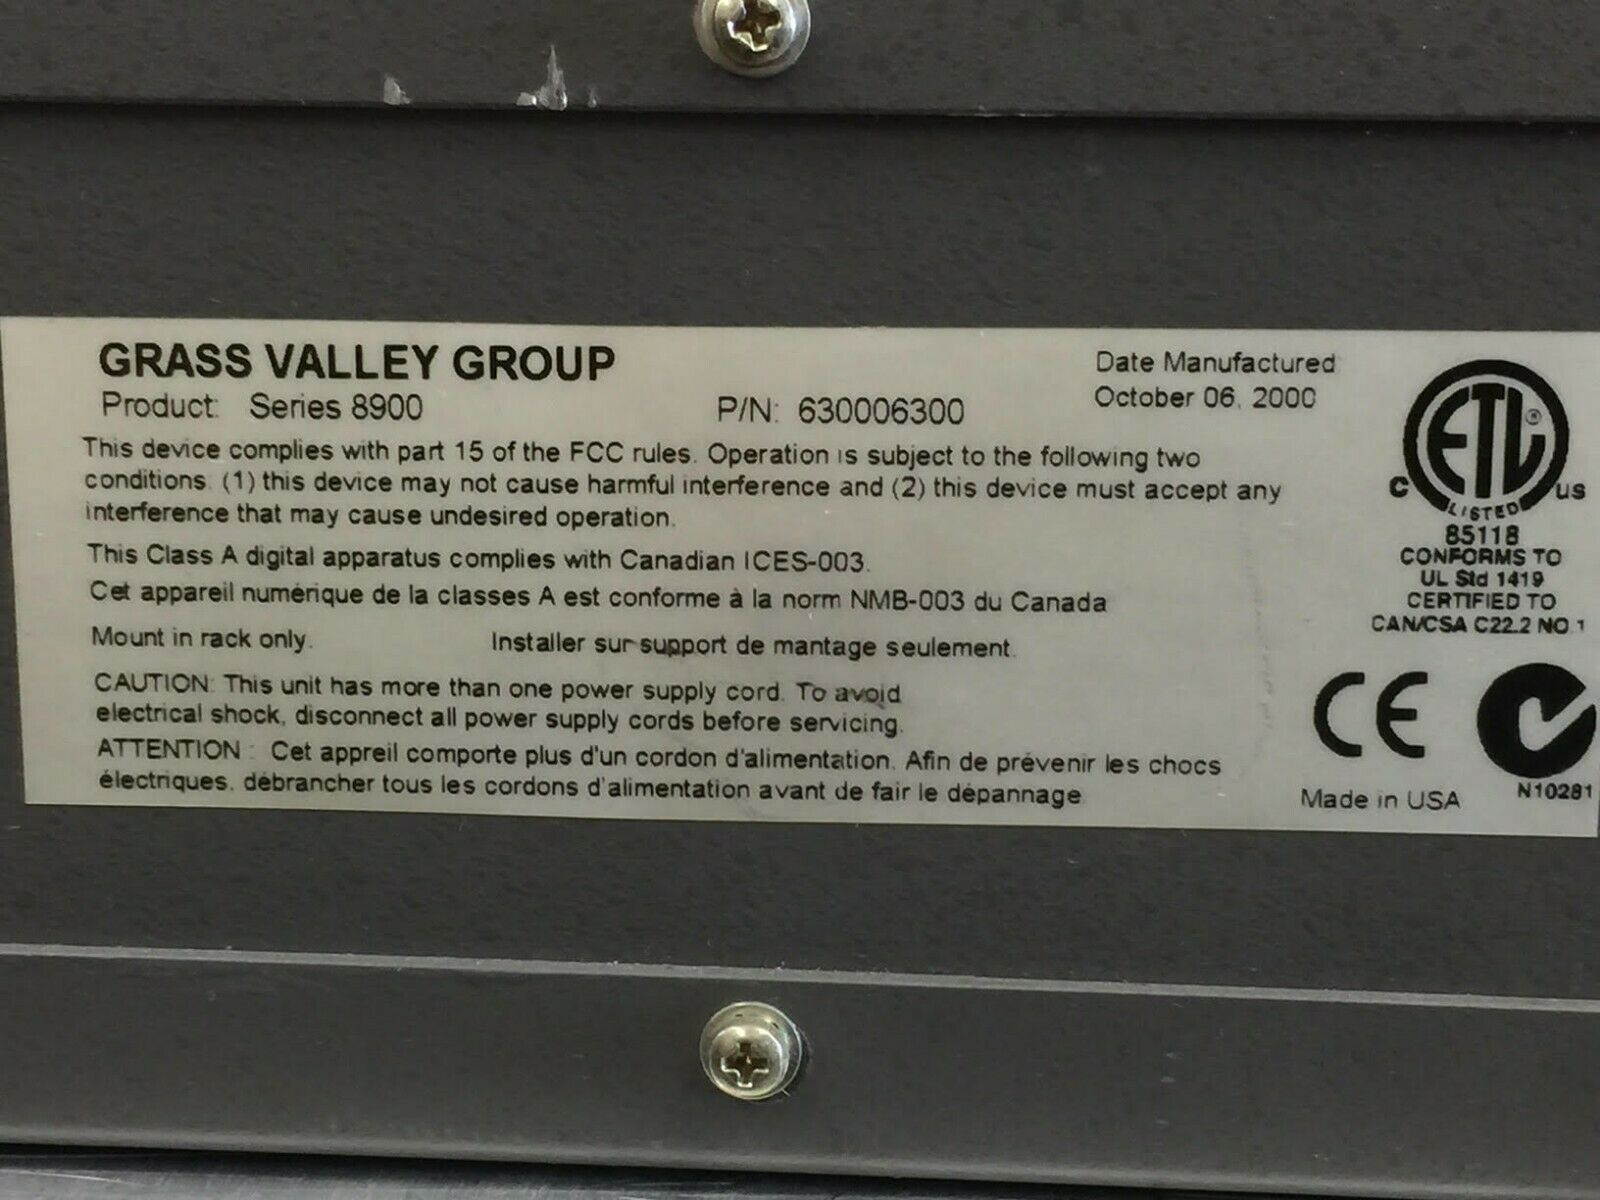 GRASS VALLEY GROUP
Product: Series 8900
P/N: 630006300
Date Manufactured
October 06, 2000
This device complies with part 15 of the FCC rules. Operation is subject to the following two
conditions: (1) this device may not cause harmful interference and (2) this device must accept any
interference that may cause undesired operation.
This Class A digital apparatus complies with Canadian ICES-003.
Cet appareil numérique de la classes A est conforme à la norm NMB-003 du Canada
Mount in rack only. Installer sur support de mantage seulement.
CAUTION: This unit has more than one power supply cord. To avoid
electrical shock, disconnect all power supply cords before servicing.
ATTENTION : Cet appreil comporte plus d'un cordon d'alimentation. Afin de prévenir les chocs
électriques, débrancher tous les cordons d'alimentation avant de fair le dépannage
ETL ®
C US
LISTED
85118
CONFORMS TO
UL Std 1419
CERTIFIED TO
CAN/CSA C22.2 NO.1
CE
N10281
Made in USA